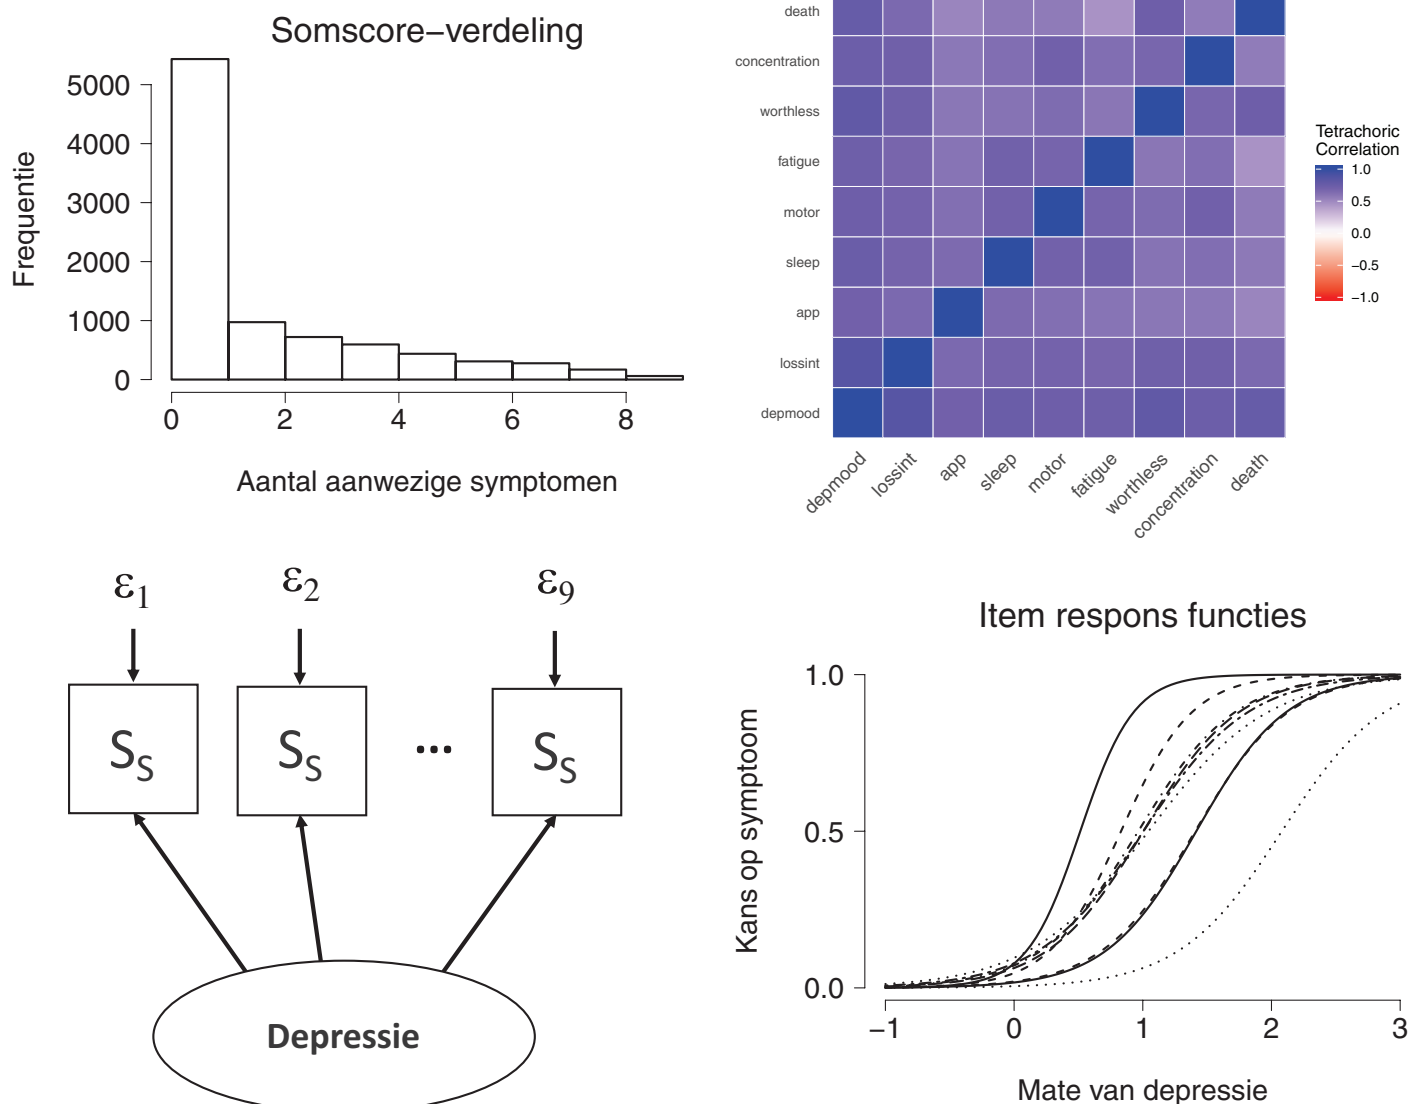 Somscore−verdeling
Frequentie
5000
4000
3000
2000
1000
0
0 2 4 6 8
Aantal aanwezige symptomen
death
concentration
worthless
fatigue
motor
sleep
app
lossint
depmood
depmood lossint app sleep motor fatigue worthless concentration death
Tetrachoric
Correlation
1.0
0.5
0.0
−0.5
−1.0
ε1 ε2 ε9
SS SS ... SS
Depressie
Item respons functies
Kans op symptoom
1.0
0.5
0.0
−1 0 1 2 3
Mate van depressie